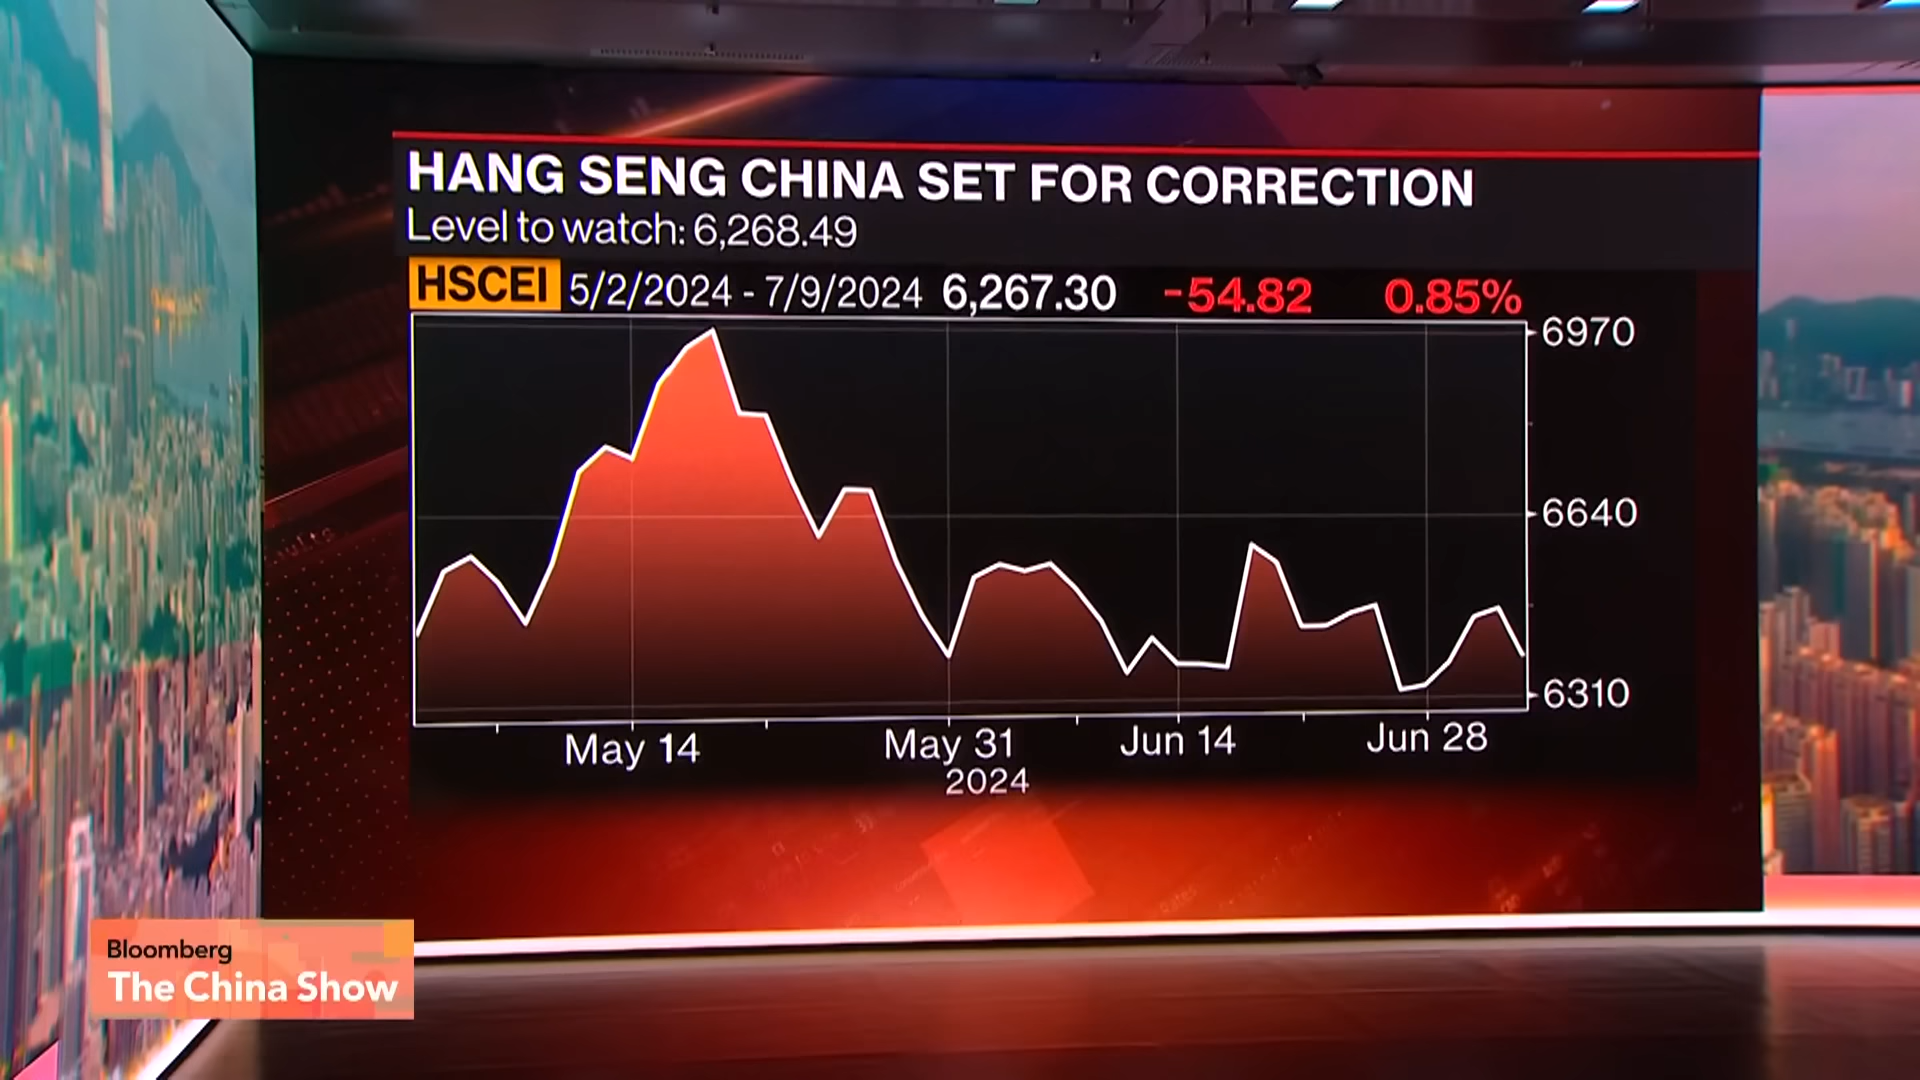 HANG SENG CHINA SET FOR CORRECTION
Level to watch: 6,268.49
HSCEI 5/2/2024 - 7/9/2024 6,267.30 -54.82 0.85%
6970
6640
6310
May 14 May 31 Jun 14 Jun 28
2024
Bloomberg
The China Show